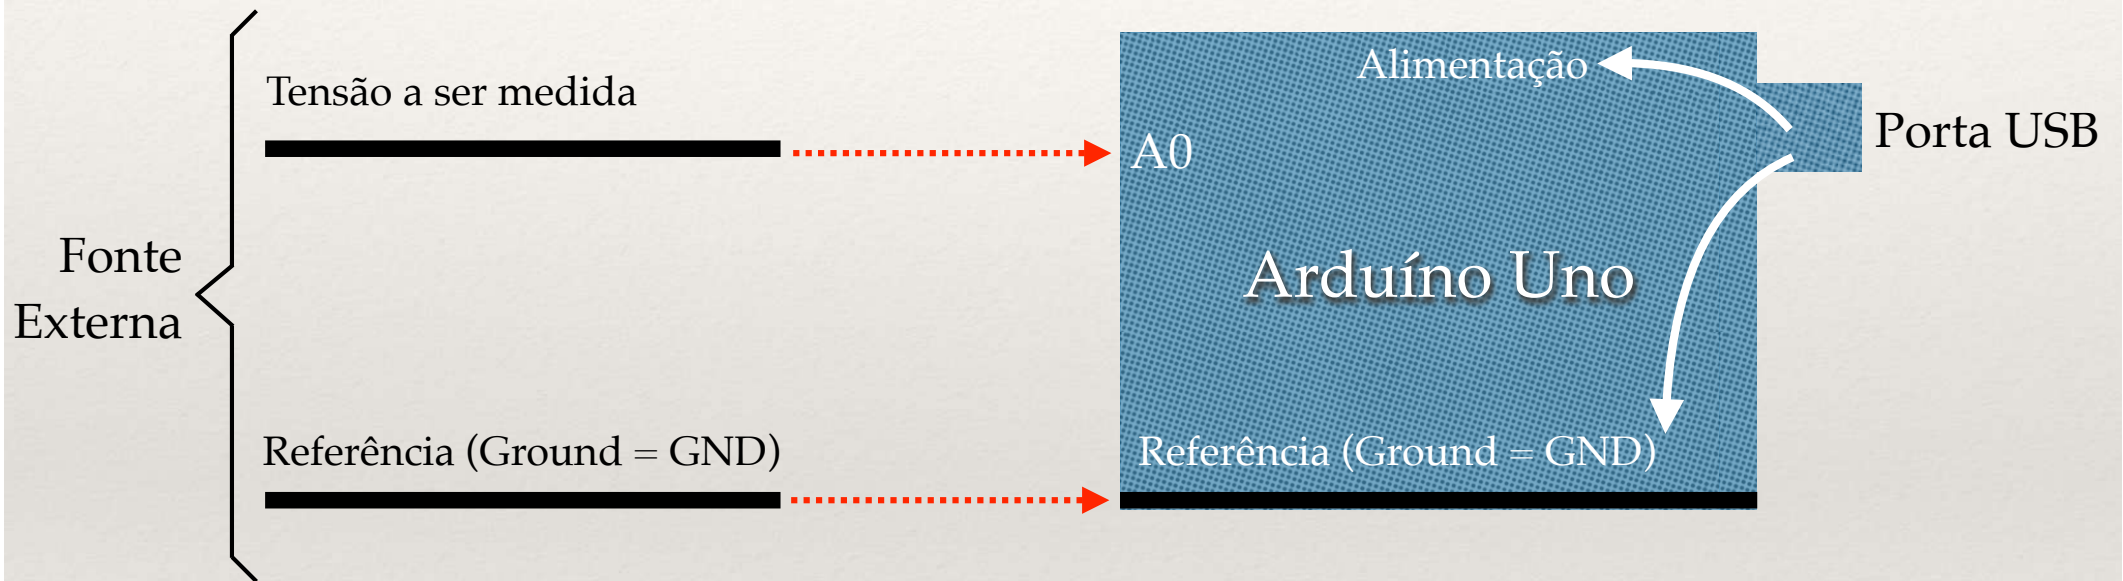 Tensão a ser medida
Alimentação
A0
Porta USB
Fonte
Externa
Arduíno Uno
Referência (Ground = GND)
Referência (Ground = GND)